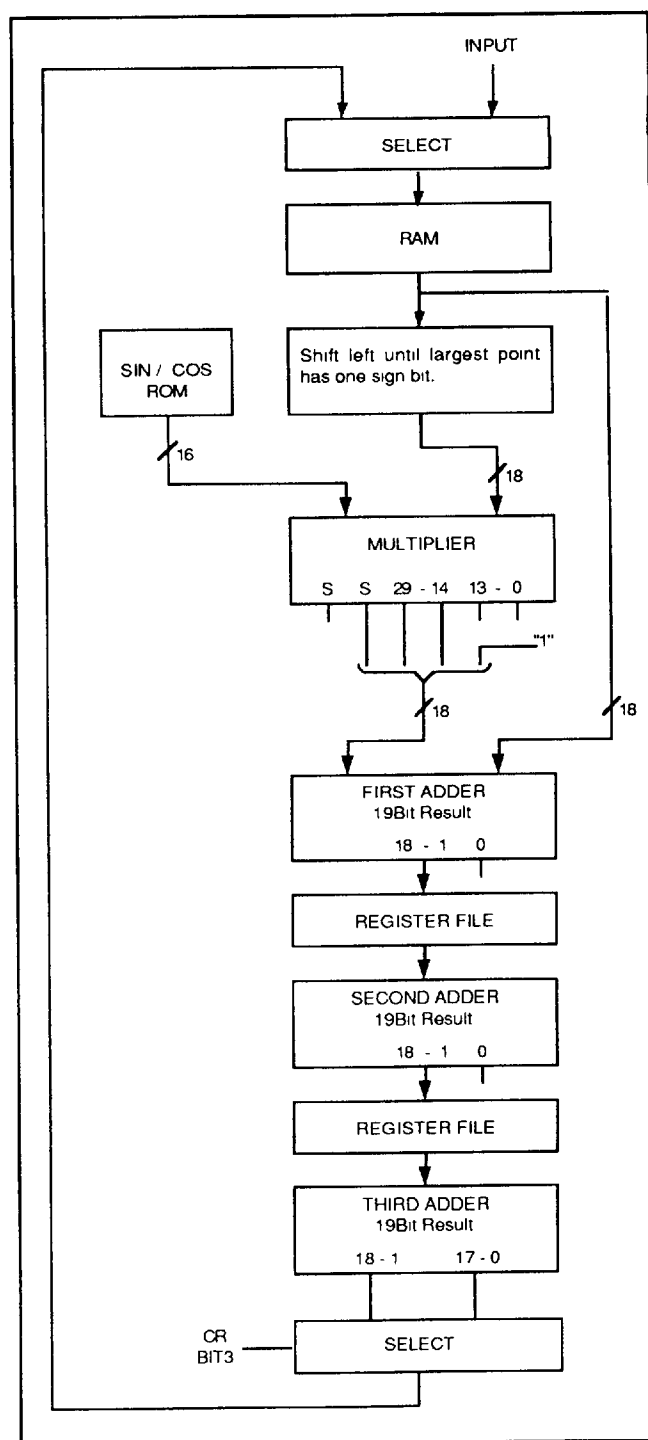 INPUT
SELECT
RAM
Shift left until largest point
has one sign bit.
SIN / COS
ROM
16
18
MULTIPLIER
S S 29 - 14 13 - 0
"1"
18
18
FIRST ADDER
19Bit Result
18 - 1 0
REGISTER FILE
SECOND ADDER
19Bit Result
18 - 1 0
REGISTER FILE
THIRD ADDER
19Bit Result
18 - 1 17 - 0
CR
BIT3
SELECT